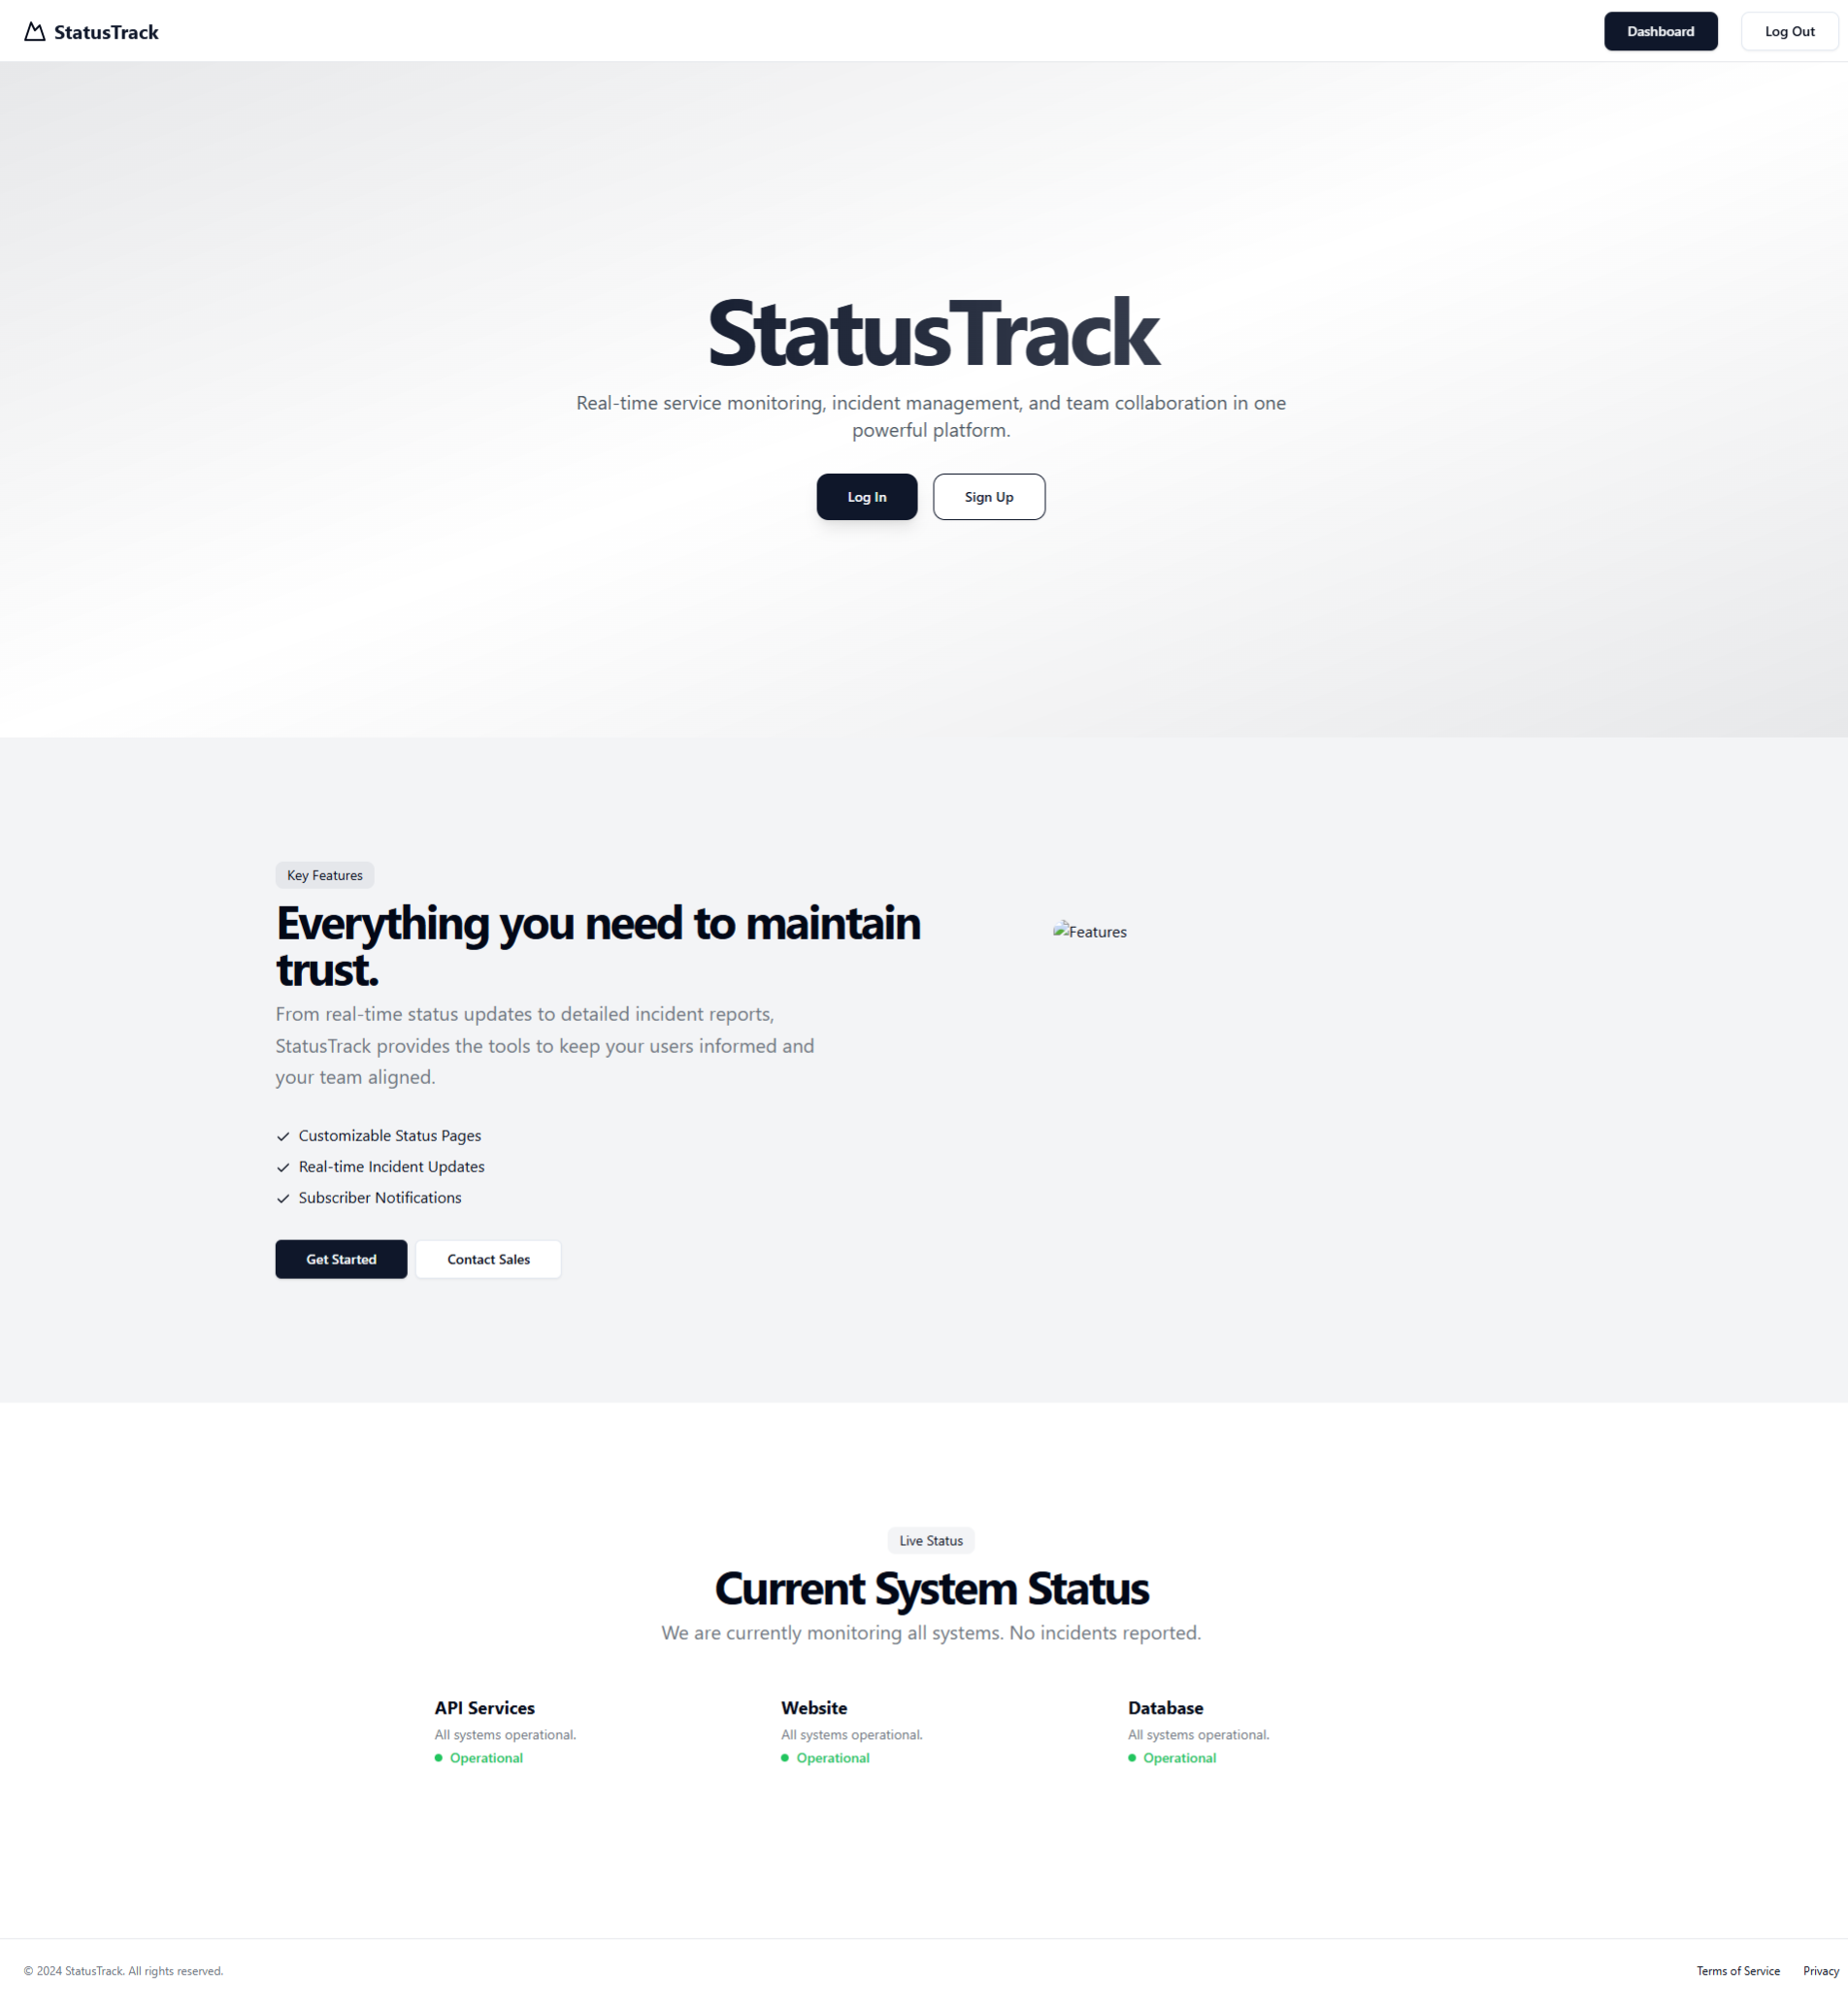 StatusTrack
Dashboard
Log Out
StatusTrack
Real-time service monitoring, incident management, and team collaboration in one
powerful platform.
Log In
Sign Up
Key Features
Everything you need to maintain
trust.
Features
From real-time status updates to detailed incident reports,
StatusTrack provides the tools to keep your users informed and
your team aligned.
Customizable Status Pages
Real-time Incident Updates
Subscriber Notifications
Get Started
Contact Sales
Live Status
Current System Status
We are currently monitoring all systems. No incidents reported.
API Services
All systems operational.
Operational
Website
All systems operational.
Operational
Database
All systems operational.
Operational
© 2024 StatusTrack. All rights reserved.
Terms of Service
Privacy